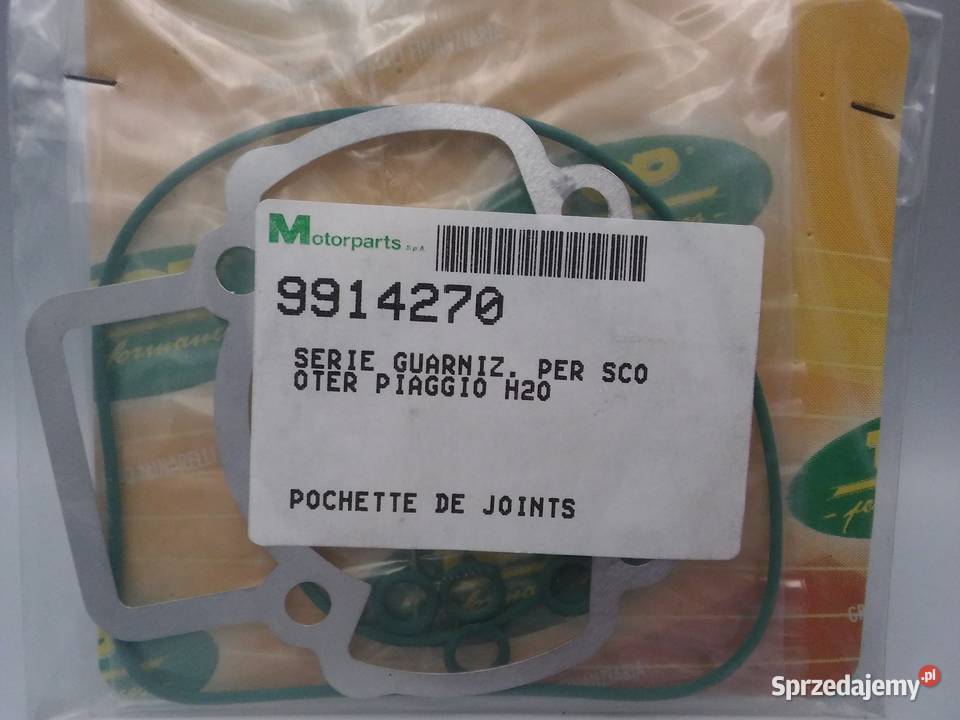 Motorparts S.p.A.
9914270
SERIE GUARNIZ. PER SCO
OTER PIAGGIO H2O
POCHETTE DE JOINTS
Sprzedajemy.pl